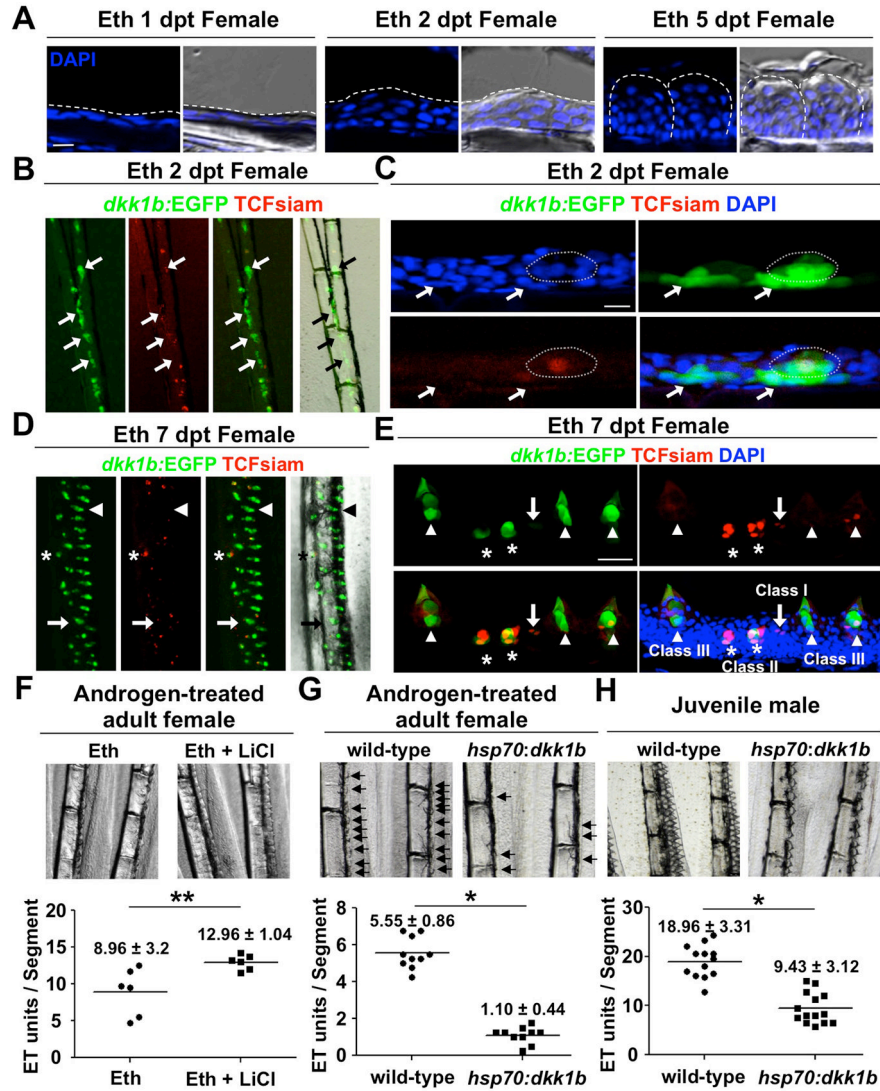 A
Eth 1 dpt Female
Eth 2 dpt Female
Eth 5 dpt Female
DAPI
B
Eth 2 dpt Female
dkk1b:EGFP TCFsiam
C
Eth 2 dpt Female
dkk1b:EGFP TCFsiam DAPI
D
Eth 7 dpt Female
dkk1b:EGFP TCFsiam
* * * *
E
Eth 7 dpt Female
dkk1b:EGFP TCFsiam DAPI
* * * *
Class I
Class III * * Class III
* * Class II
F
Androgen-treated
adult female
Eth Eth + LiCl
**
ET units / Segment
20
15
10
5
0
8.96 ± 3.2
12.96 ± 1.04
Eth Eth + LiCl
G
Androgen-treated
adult female
wild-type hsp70:dkk1b
*
ET units / Segment
8
6
4
2
0
5.55 ± 0.86
1.10 ± 0.44
wild-type hsp70:dkk1b
H
Juvenile male
wild-type hsp70:dkk1b
*
ET units / Segment
30
20
10
0
18.96 ± 3.31
9.43 ± 3.12
wild-type hsp70:dkk1b